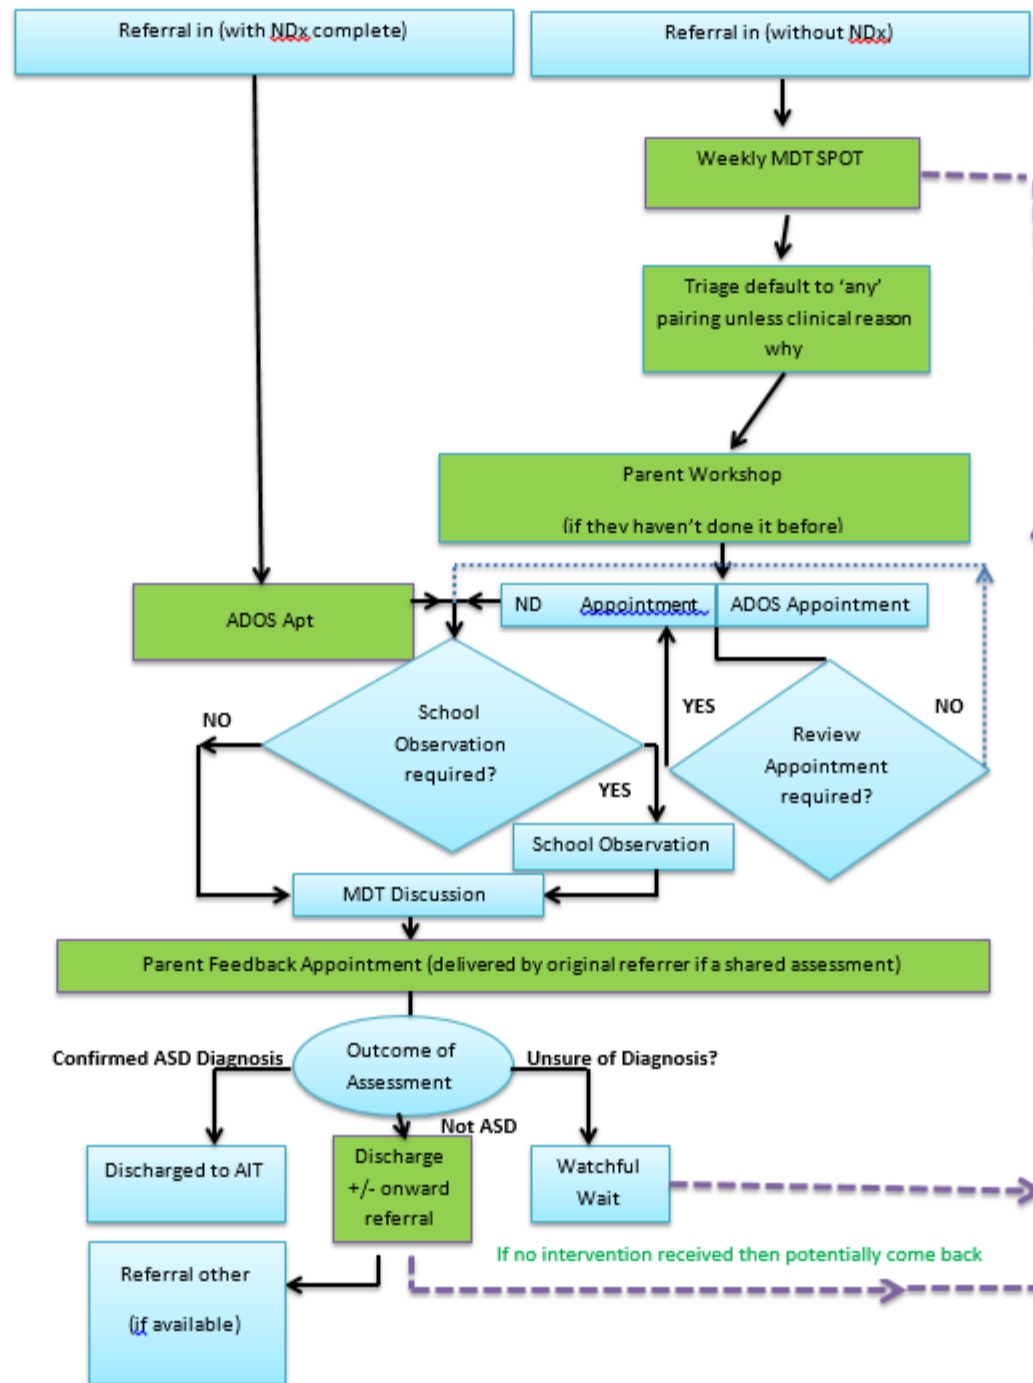 Referral in (with NDx complete)
Referral in (without NDx)
Weekly MDT SPOT
Triage default to ‘any’
pairing unless clinical reason
why
Parent Workshop
(if they haven’t done it before)
ADOS Apt
ND Appointment
ADOS Appointment
School
Observation
required?
NO
YES
Review
Appointment
required?
YES
NO
School Observation
MDT Discussion
Parent Feedback Appointment (delivered by original referrer if a shared assessment)
Outcome of
Assessment
Confirmed ASD Diagnosis
Unsure of Diagnosis?
Not ASD
Discharged to AIT
Discharge
+/- onward
referral
Watchful
Wait
If no intervention received then potentially come back
Referral other
(if available)